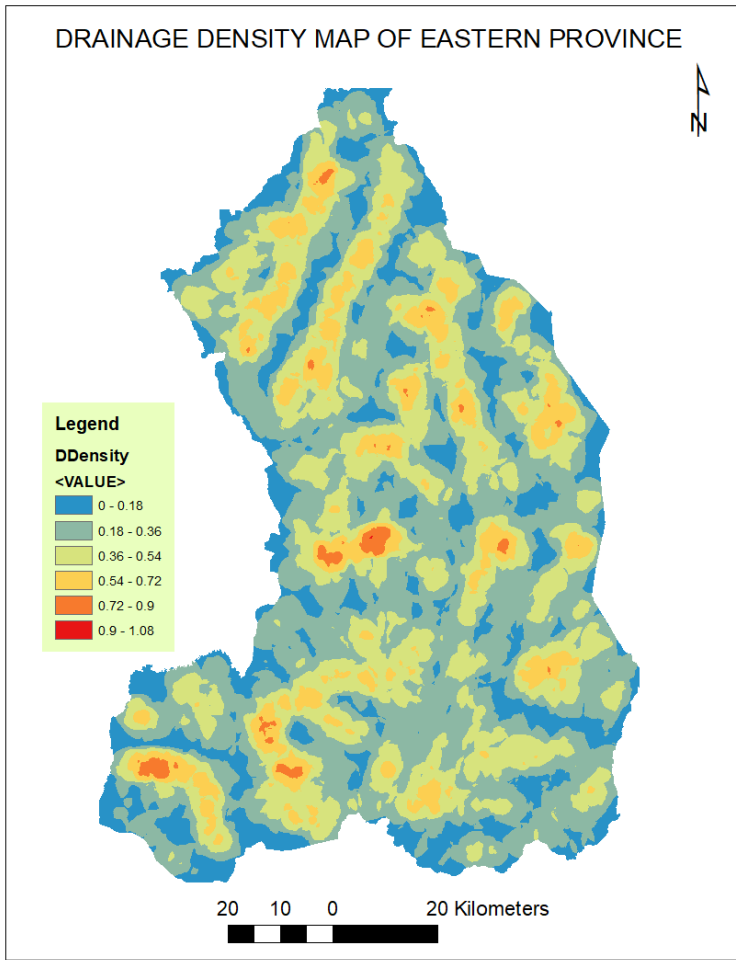 DRAINAGE DENSITY MAP OF EASTERN PROVINCE
N
Legend
DDensity
<VALUE>
0 - 0.18
0.18 - 0.36
0.36 - 0.54
0.54 - 0.72
0.72 - 0.9
0.9 - 1.08
20 10 0 20 Kilometers